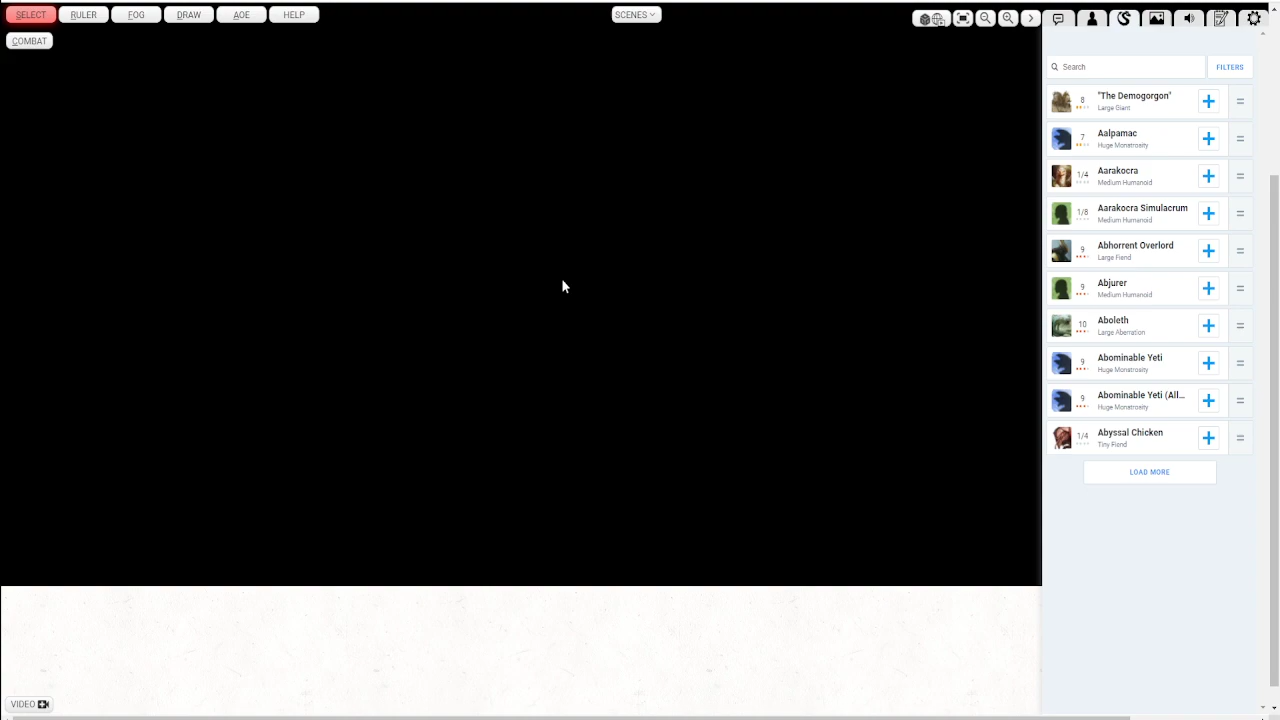 SELECT RULER FOG DRAW AOE HELP SCENES
COMBAT
Search FILTERS
8 "The Demogorgon"
Large Giant
7 Aalpamac
Huge Monstrosity
1/4 Aarakocra
Medium Humanoid
1/8 Aarakocra Simulacrum
Medium Humanoid
9 Abhorrent Overlord
Large Fiend
9 Abjurer
Medium Humanoid
10 Aboleth
Large Aberration
9 Abominable Yeti
Huge Monstrosity
9 Abominable Yeti (All...
Huge Monstrosity
1/4 Abyssal Chicken
Tiny Fiend
LOAD MORE
VIDEO